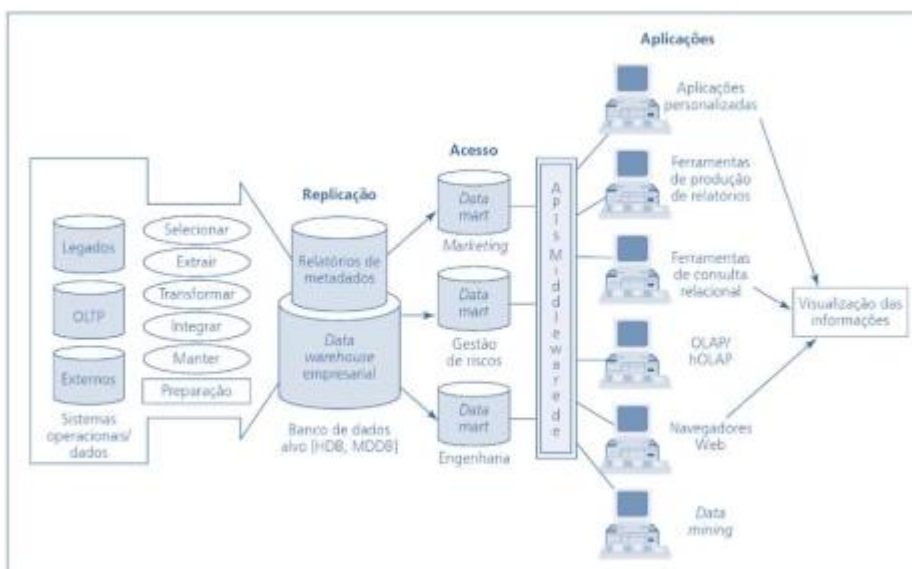 Aplicações
Aplicações
personalizadas
Acesso
Replicação
Data
mart
Marketing
Ferramentas
de produção
de relatórios
Legados
OLTP
Externos
Sistemas
operacionais/
dados
Selecionar
Extrair
Transformar
Integrar
Manter
Preparação
Relatórios de
metadados
Data
warehouse
empresarial
Banco de dados
alvo [HDB, MDDB]
Data
mart
Gestão
de riscos
Data
mart
Engenhana
APIs Middleware de
Ferramentas
de consulta
relacional
OLAP/
hOLAP
Navegadores
Web
Data
mining
Visualização das
informações